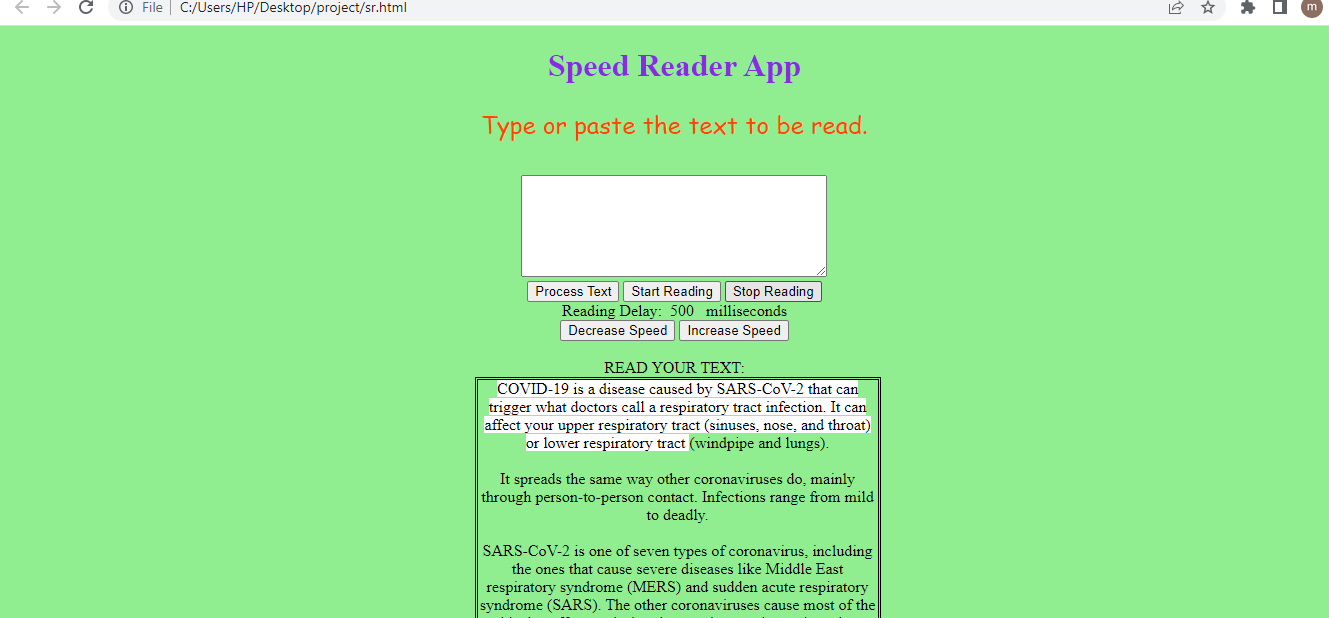 File
C:/Users/HP/Desktop/project/sr.html
m
Speed Reader App
Type or paste the text to be read.
Process Text Start Reading Stop Reading
Reading Delay: 500 milliseconds
Decrease Speed Increase Speed
READ YOUR TEXT:
COVID-19 is a disease caused by SARS-CoV-2 that can
trigger what doctors call a respiratory tract infection. It can
affect your upper respiratory tract (sinuses, nose, and throat)
or lower respiratory tract (windpipe and lungs).
It spreads the same way other coronaviruses do, mainly
through person-to-person contact. Infections range from mild
to deadly.
SARS-CoV-2 is one of seven types of coronavirus, including
the ones that cause severe diseases like Middle East
respiratory syndrome (MERS) and sudden acute respiratory
syndrome (SARS). The other coronaviruses cause most of the